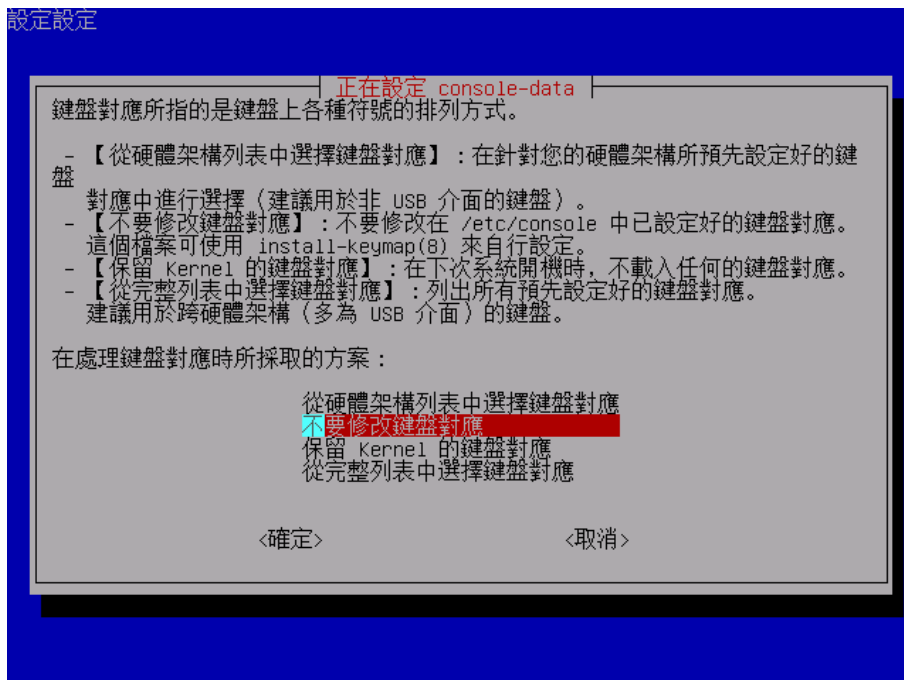 設定設定
正在設定 console-data
鍵盤對應所指的是鍵盤上各種符號的排列方式。
- 【從硬體架構列表中選擇鍵盤對應】:在針對您的硬體架構所預先設定好的鍵
盤
對應中進行選擇(建議用於非 USB 介面的鍵盤)。
- 【不要修改鍵盤對應】:不要修改在 /etc/console 中已設定好的鍵盤對應。
這個檔案可使用 install-keymap(8) 來自行設定。
- 【保留 Kernel 的鍵盤對應】:在下次系統開機時,不載入任何的鍵盤對應。
- 【從完整列表中選擇鍵盤對應】:列出所有預先設定好的鍵盤對應。
建議用於跨硬體架構(多為 USB 介面)的鍵盤。
在處理鍵盤對應時所採取的方案:
從硬體架構列表中選擇鍵盤對應
不要修改鍵盤對應
保留 Kernel 的鍵盤對應
從完整列表中選擇鍵盤對應
<確定> <取消>